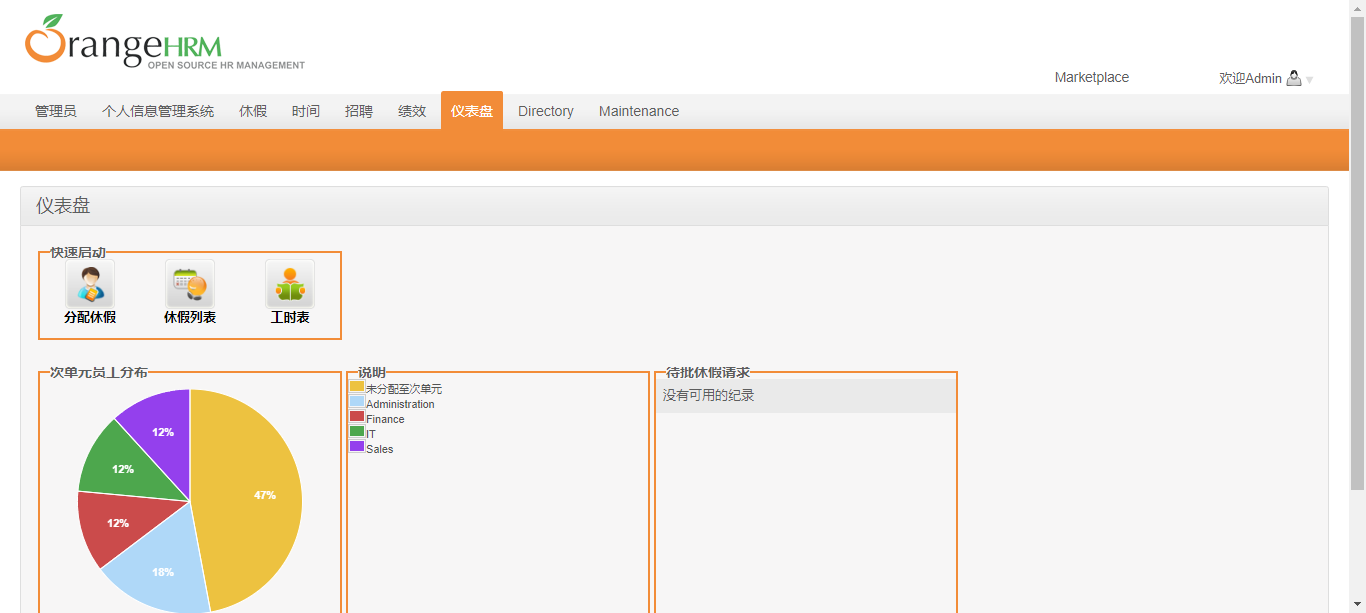 OrangeHRM
OPEN SOURCE HR MANAGEMENT
Marketplace
欢迎Admin
管理员 个人信息管理系统 休假 时间 招聘 绩效 仪表盘 Directory Maintenance
仪表盘
快速启动
分配休假 休假列表 工时表
次单元员工分布
12%
12%
47%
12%
18%
说明
未分配至次单元
Administration
Finance
IT
Sales
待批休假请求
没有可用的纪录